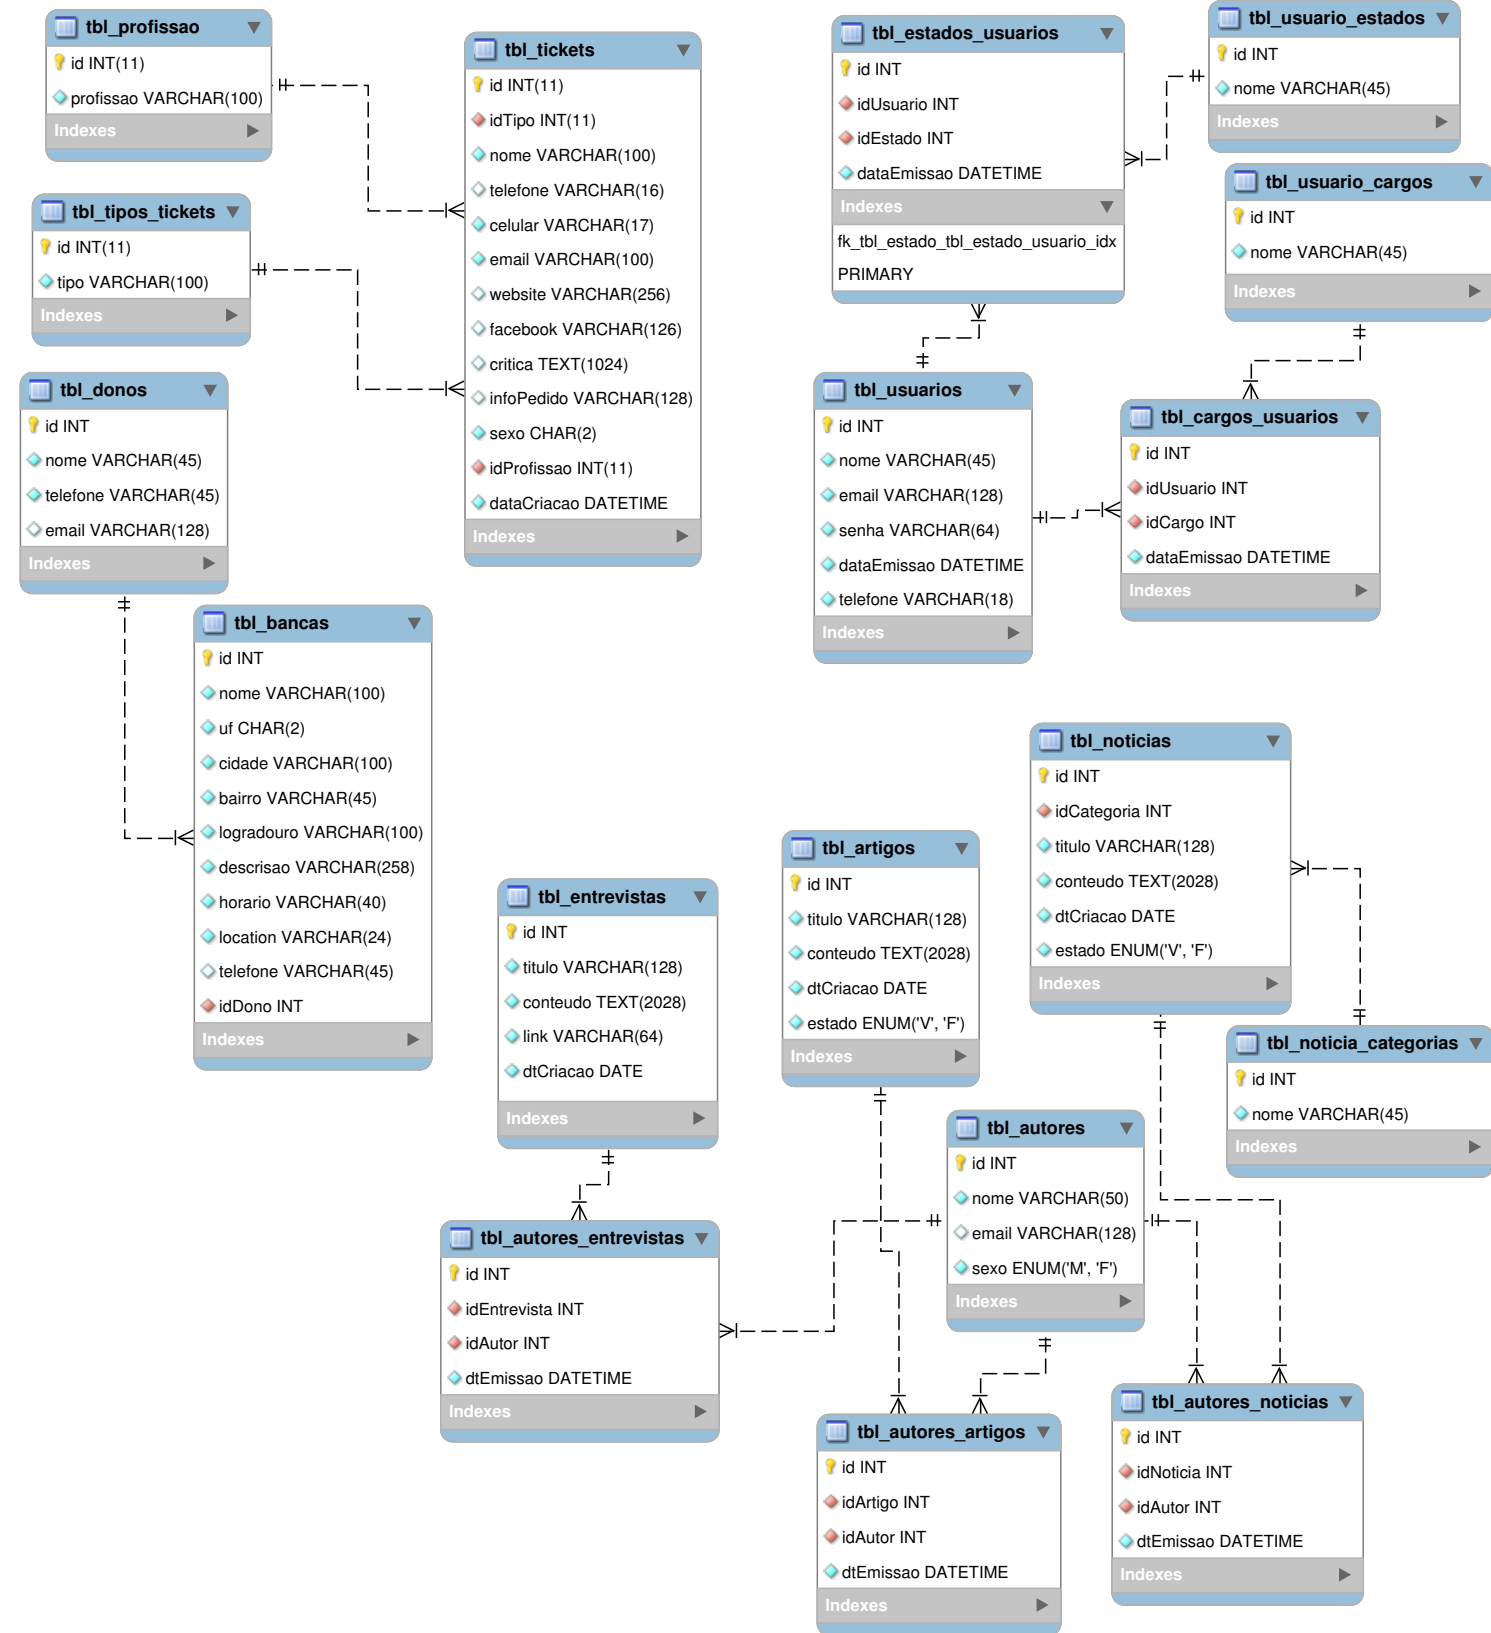 tbl_profissao
id INT(11)
profissao VARCHAR(100)
Indexes
tbl_tipos_tickets
id INT(11)
tipo VARCHAR(100)
Indexes
tbl_tickets
id INT(11)
idTipo INT(11)
nome VARCHAR(100)
telefone VARCHAR(16)
celular VARCHAR(17)
email VARCHAR(100)
website VARCHAR(256)
facebook VARCHAR(126)
critica TEXT(1024)
infoPedido VARCHAR(128)
sexo CHAR(2)
idProfissao INT(11)
dataCriacao DATETIME
Indexes
tbl_estados_usuarios
id INT
idUsuario INT
idEstado INT
dataEmissao DATETIME
Indexes
fk_tbl_estado_tbl_estado_usuario_idx
PRIMARY
tbl_usuario_estados
id INT
nome VARCHAR(45)
Indexes
tbl_usuario_cargos
id INT
nome VARCHAR(45)
Indexes
tbl_donos
id INT
nome VARCHAR(45)
telefone VARCHAR(45)
email VARCHAR(128)
Indexes
tbl_usuarios
id INT
nome VARCHAR(45)
email VARCHAR(128)
senha VARCHAR(64)
dataEmissao DATETIME
telefone VARCHAR(18)
Indexes
tbl_cargos_usuarios
id INT
idUsuario INT
idCargo INT
dataEmissao DATETIME
Indexes
tbl_bancas
id INT
nome VARCHAR(100)
uf CHAR(2)
cidade VARCHAR(100)
bairro VARCHAR(45)
logradouro VARCHAR(100)
descrisao VARCHAR(258)
horario VARCHAR(40)
location VARCHAR(24)
telefone VARCHAR(45)
idDono INT
Indexes
tbl_noticias
id INT
idCategoria INT
titulo VARCHAR(128)
conteudo TEXT(2028)
dtCriacao DATE
estado ENUM('V', 'F')
Indexes
tbl_artigos
id INT
titulo VARCHAR(128)
conteudo TEXT(2028)
dtCriacao DATE
estado ENUM('V', 'F')
Indexes
tbl_entrevistas
id INT
titulo VARCHAR(128)
conteudo TEXT(2028)
link VARCHAR(64)
dtCriacao DATE
Indexes
tbl_noticia_categorias
id INT
nome VARCHAR(45)
Indexes
tbl_autores
id INT
nome VARCHAR(50)
email VARCHAR(128)
sexo ENUM('M', 'F')
Indexes
tbl_autores_entrevistas
id INT
idEntrevista INT
idAutor INT
dtEmissao DATETIME
Indexes
tbl_autores_artigos
id INT
idArtigo INT
idAutor INT
dtEmissao DATETIME
Indexes
tbl_autores_noticias
id INT
idNoticia INT
idAutor INT
dtEmissao DATETIME
Indexes